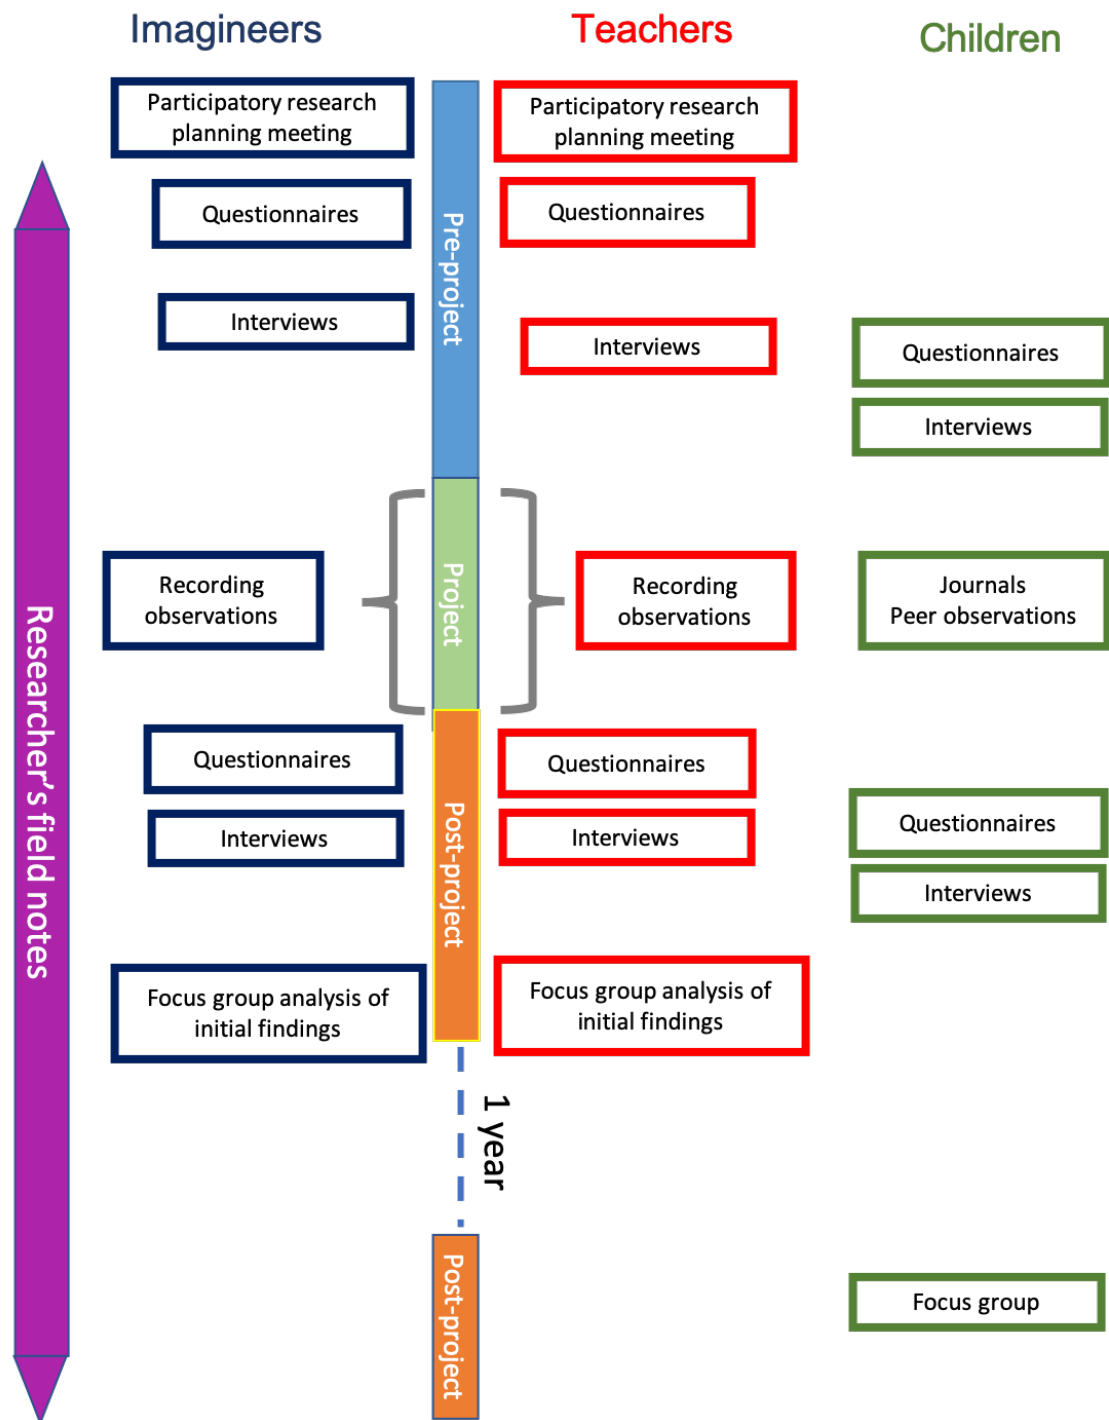 Imagineers
Teachers
Children
Participatory research
planning meeting
Participatory research
planning meeting
Questionnaires
Questionnaires
Pre-project
Interviews
Interviews
Questionnaires
Interviews
Project
Recording
observations
Recording
observations
Journals
Peer observations
Researcher's field notes
Questionnaires
Questionnaires
Post-project
Interviews
Interviews
Questionnaires
Interviews
Focus group analysis of
initial findings
Focus group analysis of
initial findings
1 year
Post-project
Focus group